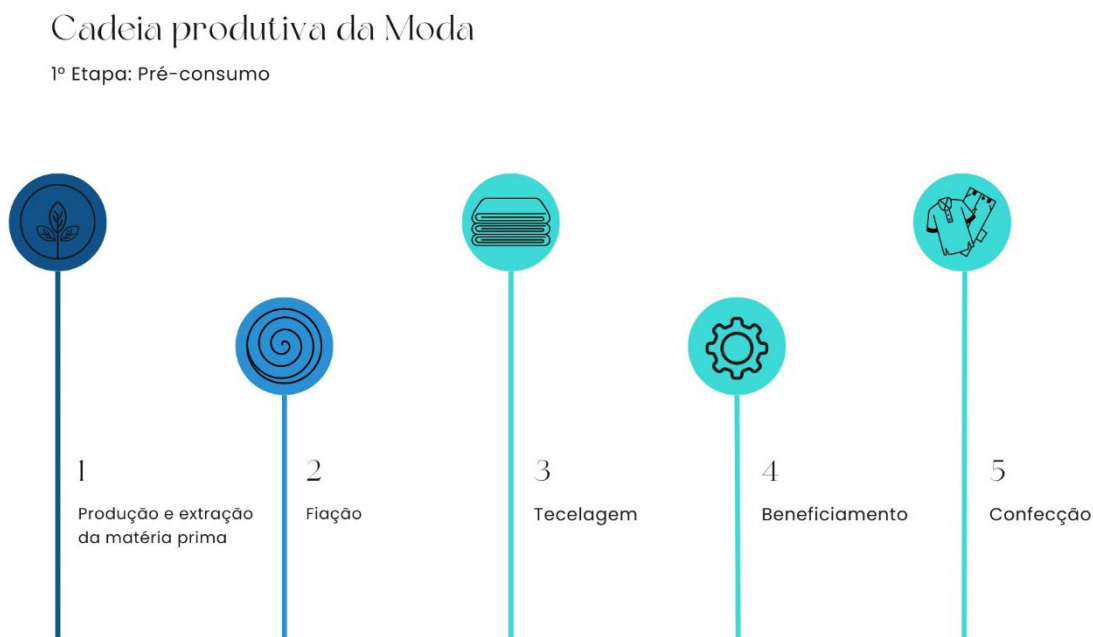 Cadeia produtiva da Moda
1º Etapa: Pré-consumo
1
Produção e extração
da matéria prima
2
Fiação
3
Tecelagem
4
Beneficiamento
5
Confecção